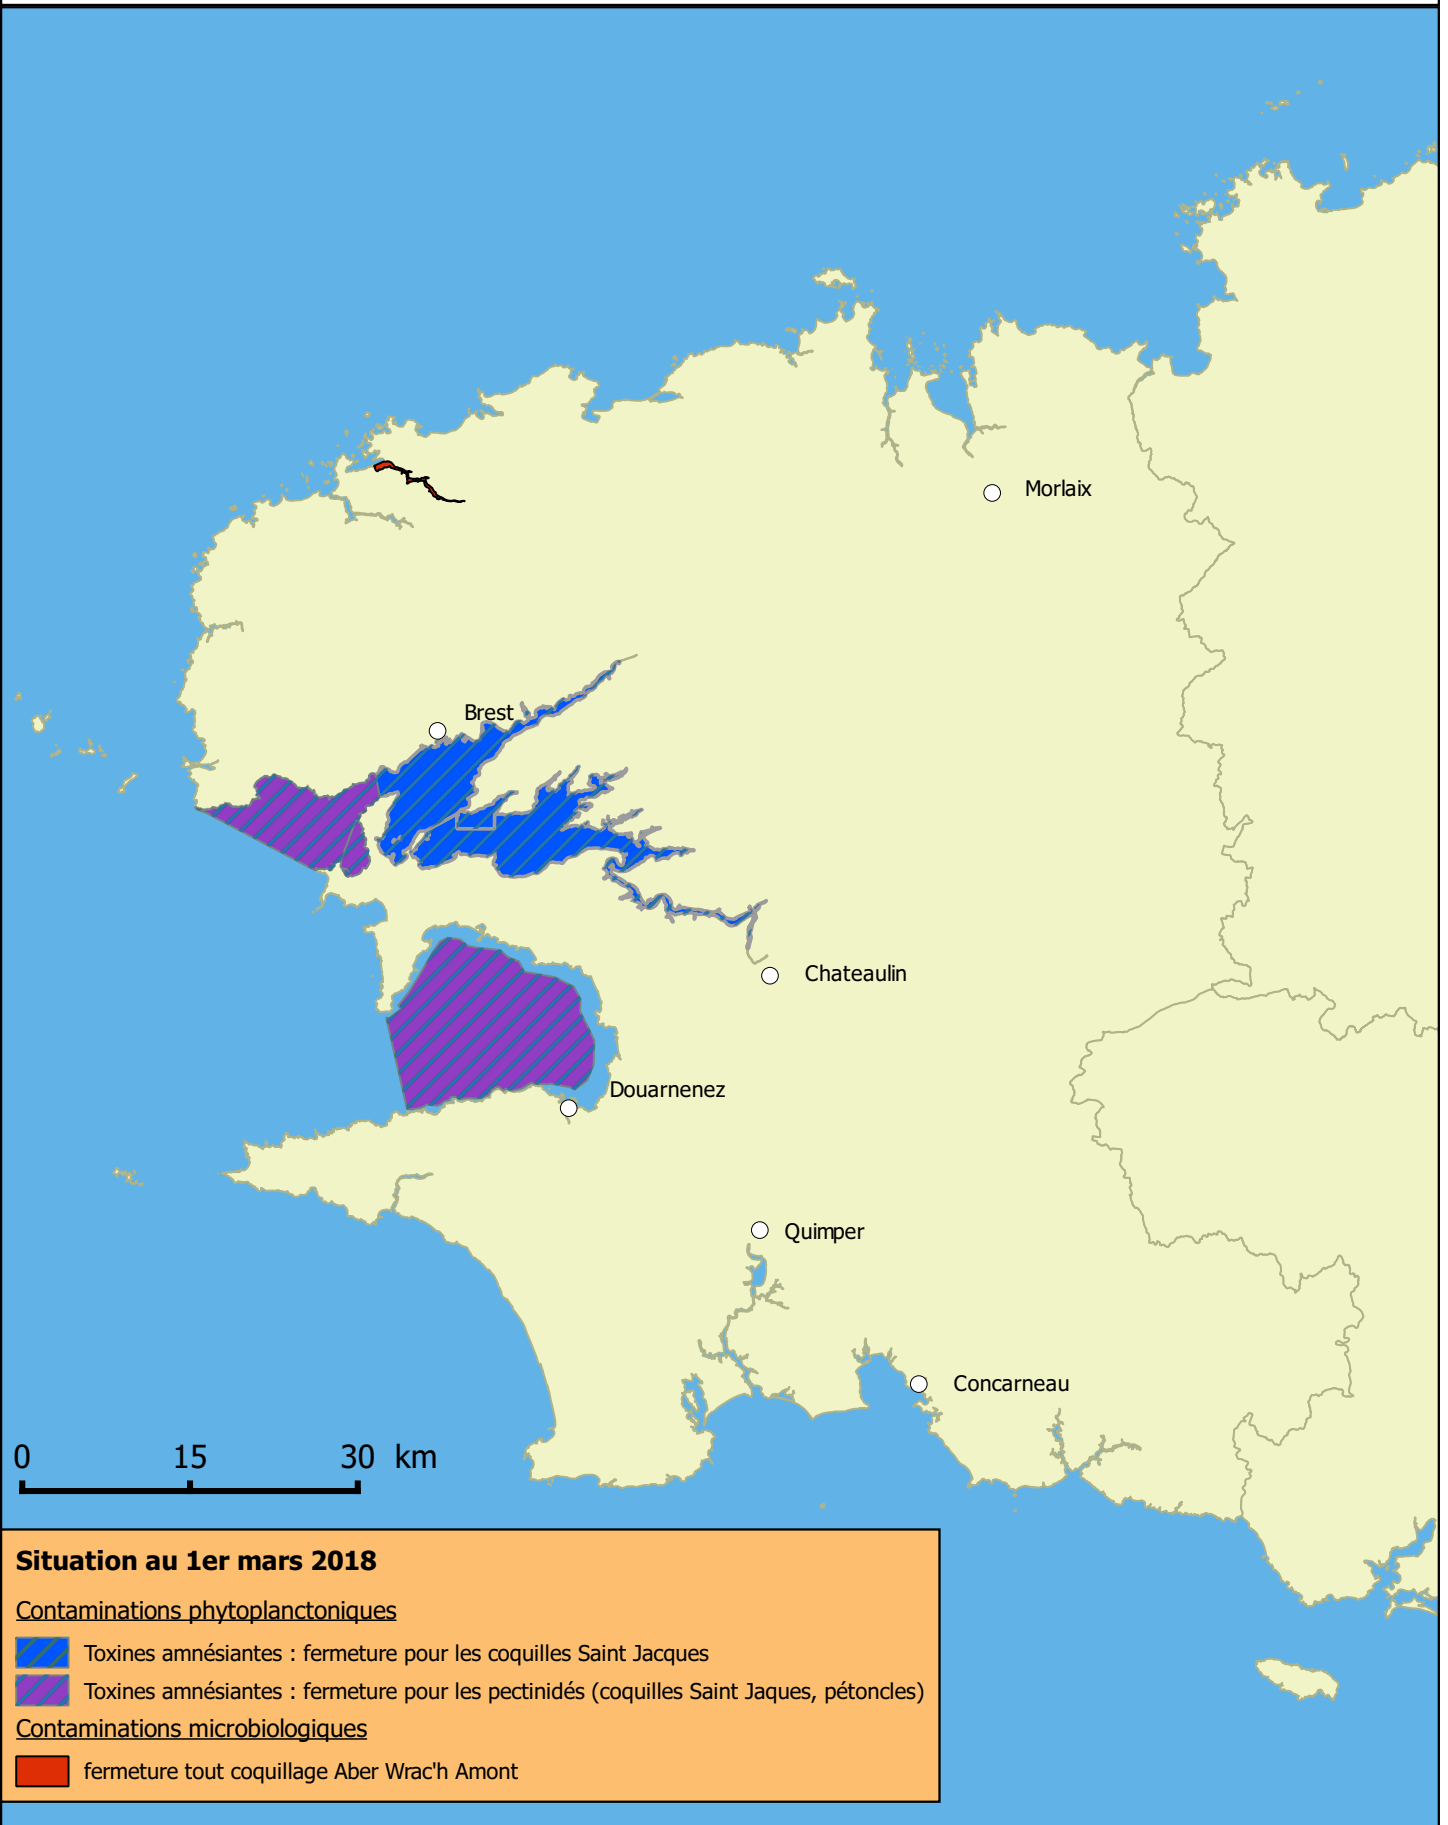 Morlaix
Brest
Chateaulin
Douarnenez
Quimper
Concarneau
0 15 30 km
Situation au 1er mars 2018
Contaminations phytoplanctoniques
Toxines amnésiantes : fermeture pour les coquilles Saint Jacques
Toxines amnésiantes : fermeture pour les pectinidés (coquilles Saint Jaques, pétoncles)
Contaminations microbiologiques
fermeture tout coquillage Aber Wrac'h Amont